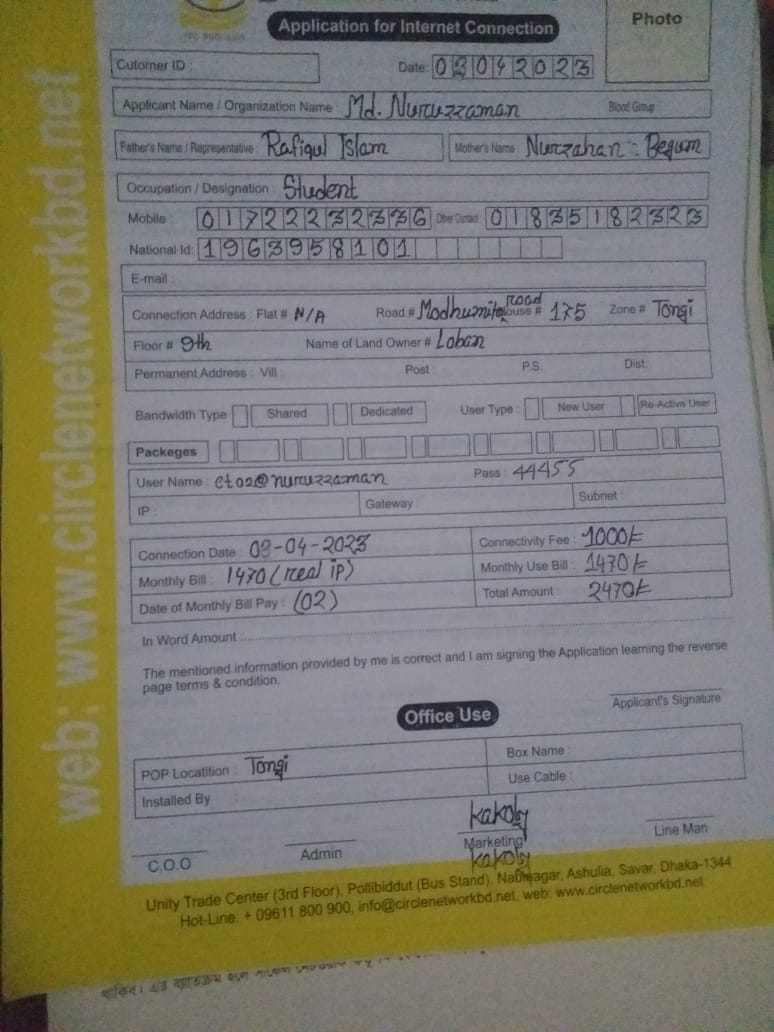 Application for Internet Connection
Photo
Cutomer ID :
Date: 03042023
Applicant Name / Organization Name Md. Nuruzzaman Blood Group :
Father's Name / Representative : Rafiqul Islam Mother's Name : Nurzahan Begum
Occupation / Designation : Student
Mobile : 01722232336 Other Contact 01835182323
National Id: 1963958101
E-mail :
Connection Address : Flat # N/A Road # Modhumita road House # 175 Zone # Tongi
Floor # 9th Name of Land Owner # Loban
Permanent Address : Vill : Post : P.S. Dist:
Bandwidth Type Shared Dedicated User Type : New User Re-Active User
Packeges
User Name : ct02@nuruzzaman Pass : 44455
IP : Gateway : Subnet :
Connection Date : 03-04-2023 Connectivity Fee : 1000/-
Monthly Bill : 1470 (real ip) Monthly Use Bill : 1470/-
Date of Monthly Bill Pay : (02) Total Amount : 2470/-
In Word Amount :
The mentioned information provided by me is correct and I am signing the Application learning the reverse
page terms & condition.
Applicant's Signature
Office Use
POP Locatition : Tongi Box Name :
Installed By : Use Cable :
kakoly
C.O.O Admin Marketing Line Man
kakoly
Unity Trade Center (3rd Floor), Pollibiddut (Bus Stand), Nabinagar, Ashulia, Savar, Dhaka-1344
Hot-Line: + 09611 800 900, info@circlenetworkbd.net, web: www.circlenetworkbd.net
web: www.circlenetworkbd.net